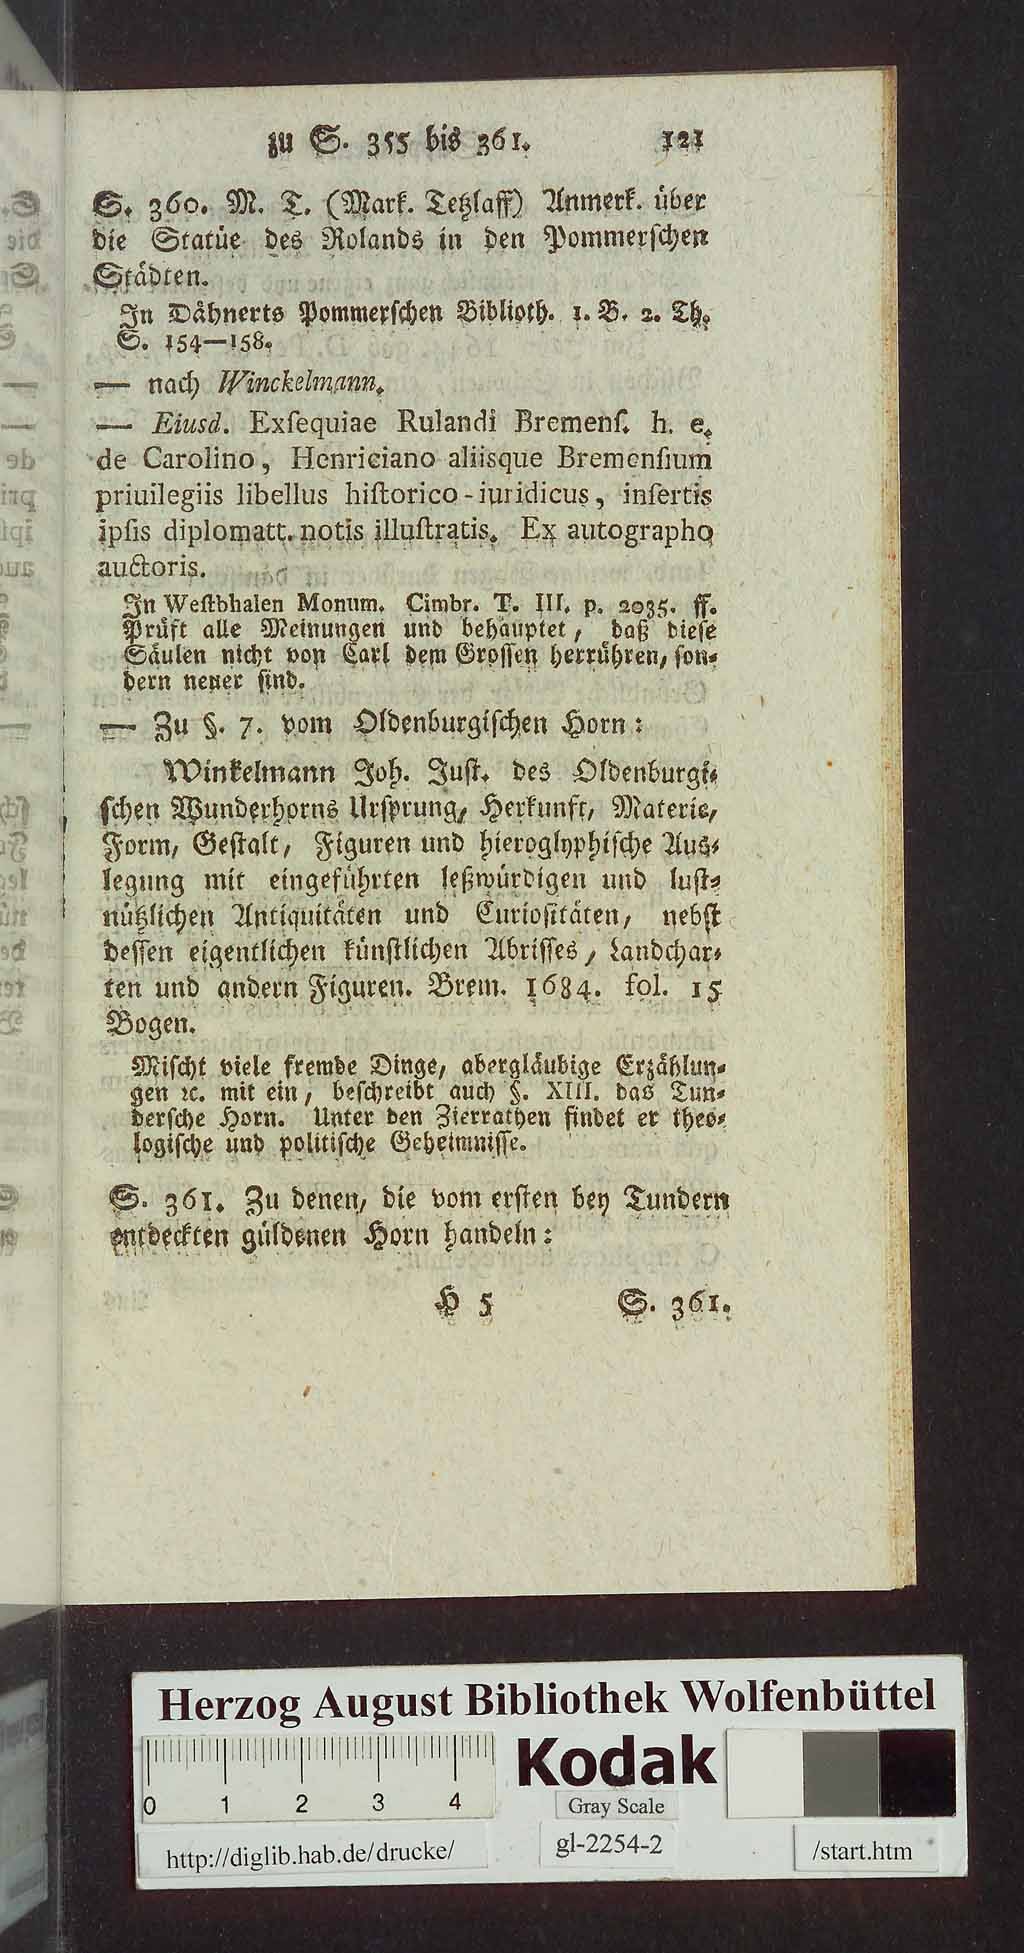 zu S. 355 bis 361. 121
S. 360. M. T. (Mark. Tetzlaff) Anmerk. über
die Statüe des Rolands in den Pommerschen
Städten.
In Dähnerts Pommerschen Biblioth. 1. B. 2. Th.
S. 154—158.
— nach Winckelmann.
— Eiusd. Exſequiae Rulandi Bremenſ. h. e.
de Carolino, Henriciano aliisque Bremenſium
priuilegiis libellus hiſtorico-iuridicus, inſertis
ipſis diplomatt. notis illuſtratis. Ex autographo
auctoris.
In Weſtbhalen Monum. Cimbr. T. III. p. 2035. ff.
Prüft alle Meinungen und behauptet, daß dieſe
Säulen nicht von Carl dem Groſſen herrühren, ſon⸗
dern neuer ſind.
— Zu §. 7. vom Oldenburgiſchen Horn:
Winkelmann Joh. Juſt. des Oldenburgi⸗
ſchen Wunderhorns Urſprung, Herkunft, Materie,
Form, Geſtalt, Figuren und hieroglyphiſche Aus⸗
legung mit eingeführten leßwürdigen und luſt⸗
nützlichen Antiquitäten und Curioſitäten, nebſt
deſſen eigentlichen künſtlichen Abriſſes, Landchar⸗
ten und andern Figuren. Brem. 1684. fol. 15
Bogen.
Miſcht viele fremde Dinge, abergläubige Erzählun⸗
gen ꝛc. mit ein, beſchreibt auch §. XIII. das Tun⸗
derſche Horn. Unter den Zierrathen findet er theo⸗
logiſche und politiſche Geheimniſſe.
S. 361. Zu denen, die vom erſten bey Tundern
entdeckten güldenen Horn handeln:
H 5 S. 361.
Herzog August Bibliothek Wolfenbüttel
Kodak
0 1 2 3 4
Gray Scale
http://diglib.hab.de/drucke/ gl-2254-2 /start.htm